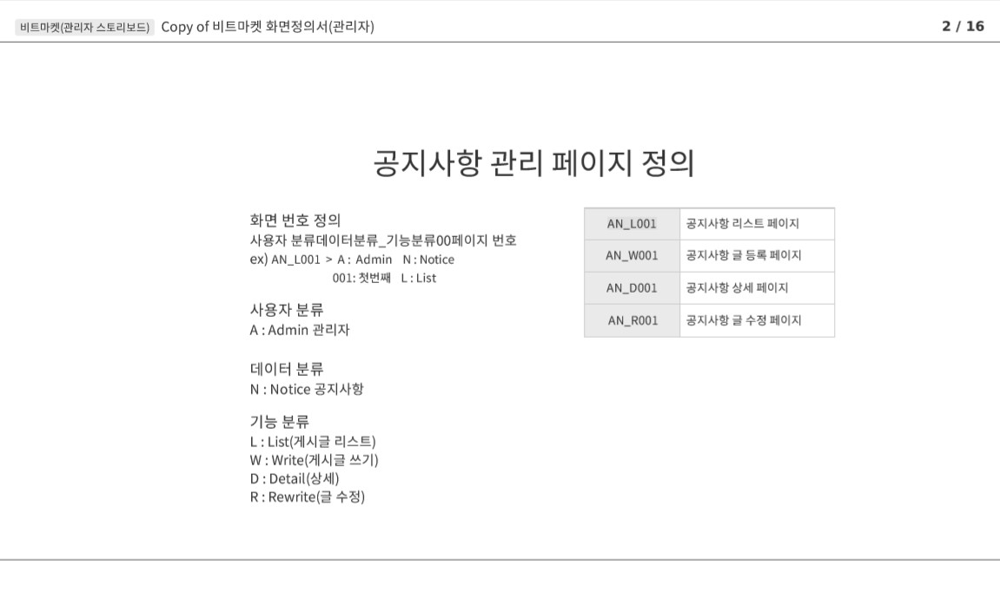 비트마켓(관리자 스토리보드) Copy of 비트마켓 화면정의서(관리자) 2 / 16
공지사항 관리 페이지 정의
화면 번호 정의
사용자 분류데이터분류_기능분류00페이지 번호
ex) AN_L001 > A : Admin N : Notice
001: 첫번째 L : List
사용자 분류
A : Admin 관리자
데이터 분류
N : Notice 공지사항
기능 분류
L : List(게시글 리스트)
W : Write(게시글 쓰기)
D : Detail(상세)
R : Rewrite(글 수정)
AN_L001 공지사항 리스트 페이지
AN_W001 공지사항 글 등록 페이지
AN_D001 공지사항 상세 페이지
AN_R001 공지사항 글 수정 페이지